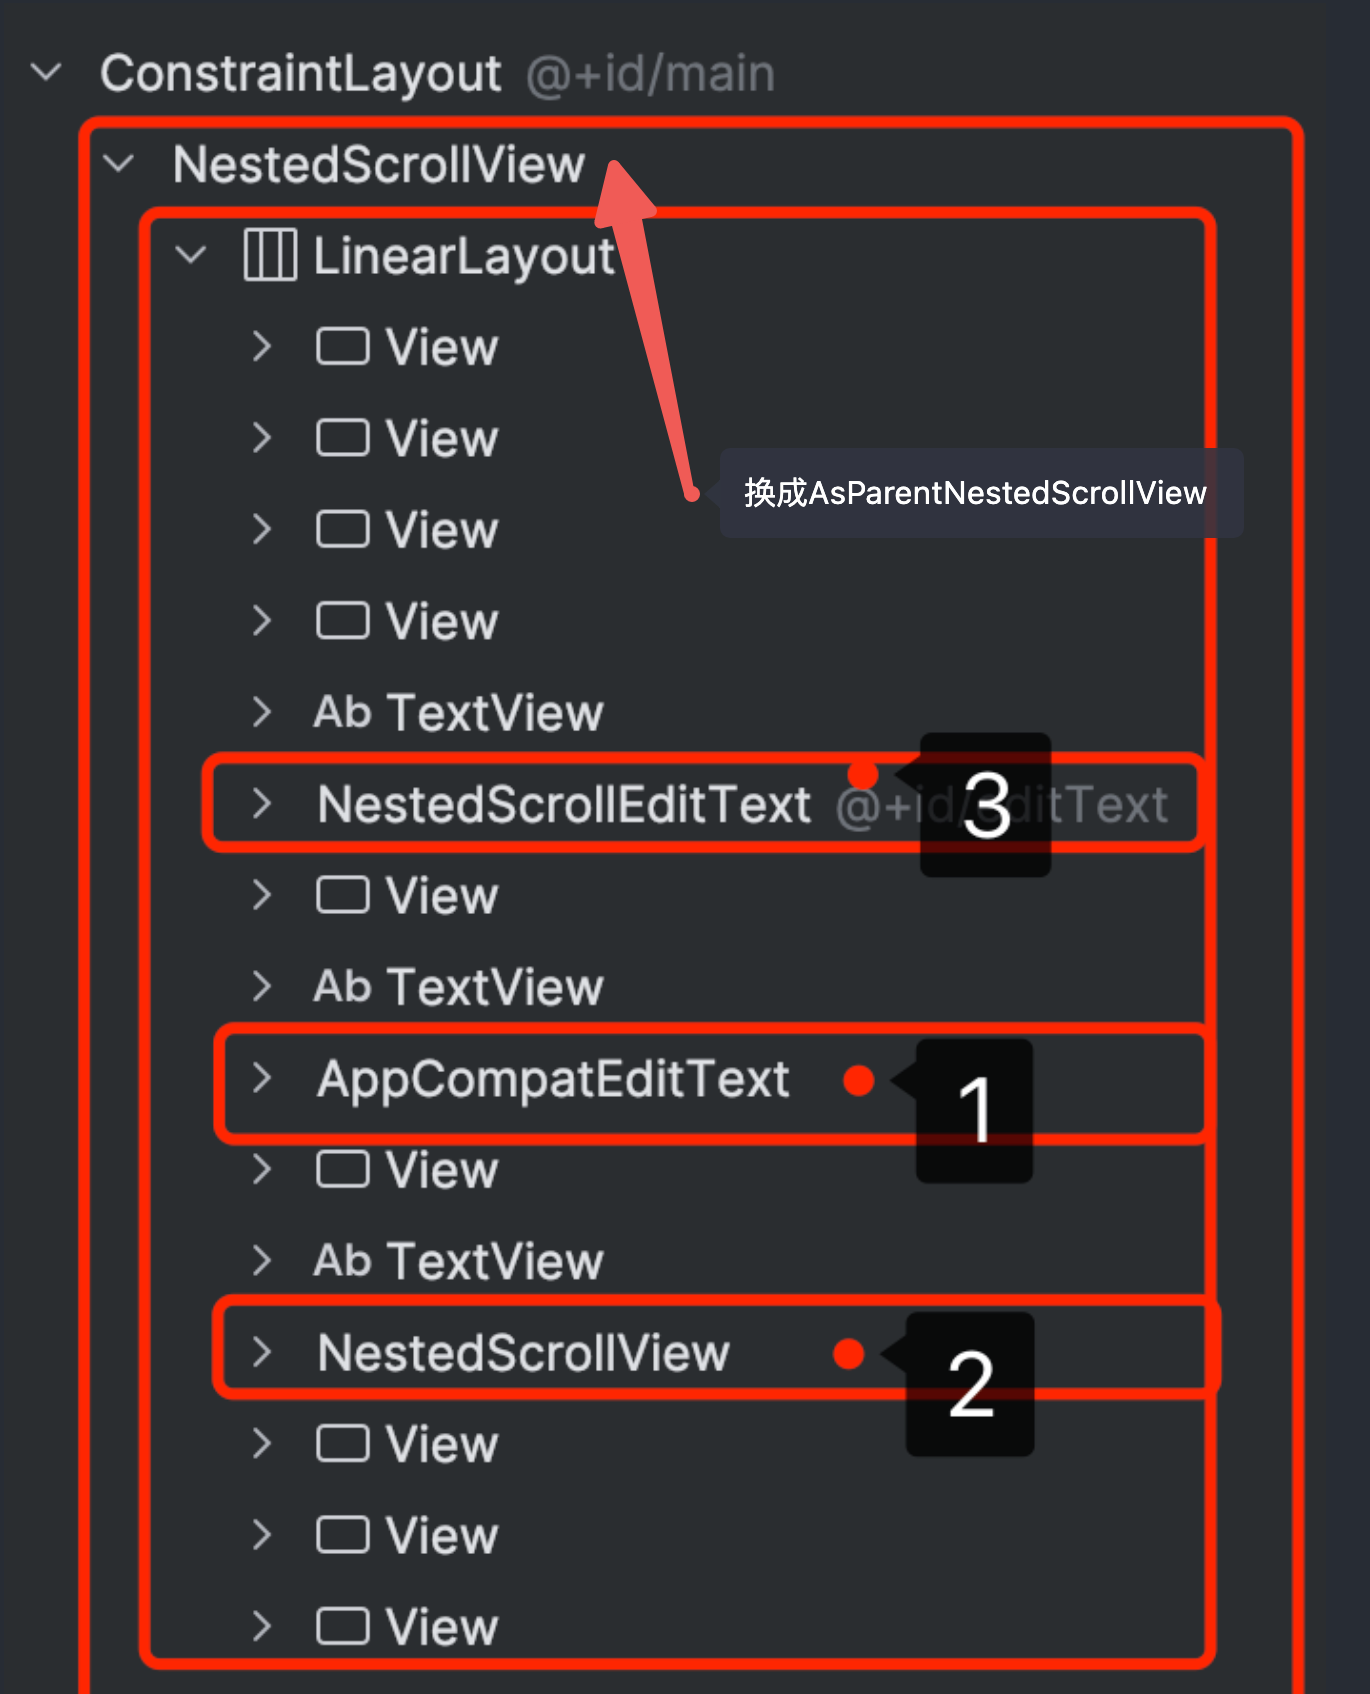 ConstraintLayout @+id/main
NestedScrollView
LinearLayout
View
View
换成AsParentNestedScrollView
View
View
Ab TextView
NestedScrollEditText @+id/editText
3
View
Ab TextView
AppCompatEditText
1
View
Ab TextView
NestedScrollView
2
View
View
View